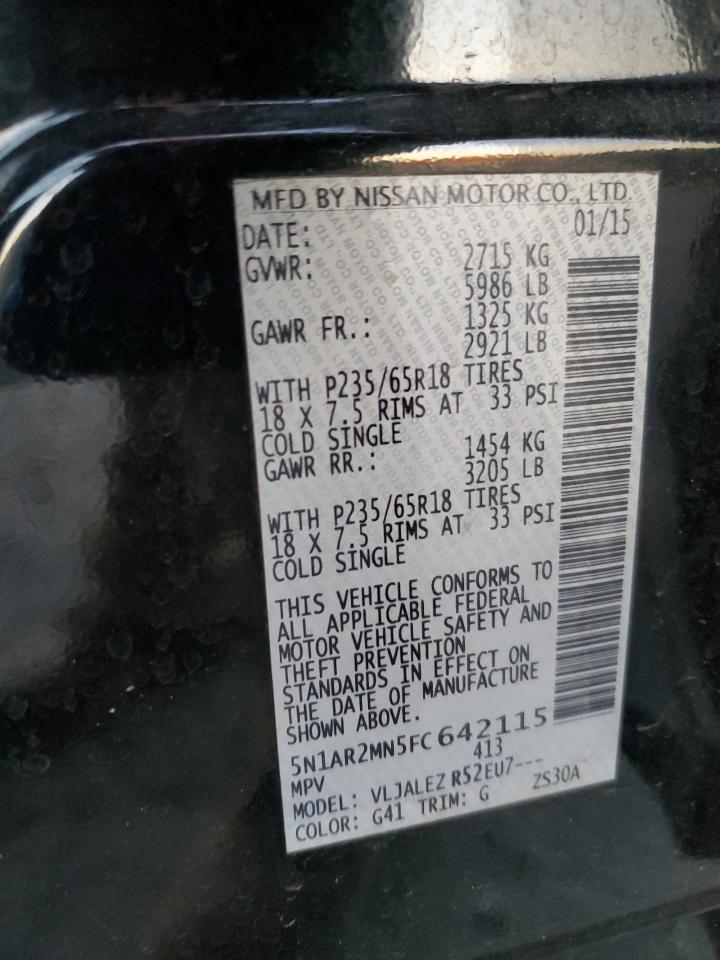 MFD BY NISSAN MOTOR CO., LTD.
DATE: 01/15
GVWR: 2715 KG
5986 LB
GAWR FR.: 1325 KG
2921 LB
WITH P235/65R18 TIRES
18 X 7.5 RIMS AT 33 PSI
COLD SINGLE
GAWR RR.: 1454 KG
3205 LB
WITH P235/65R18 TIRES
18 X 7.5 RIMS AT 33 PSI
COLD SINGLE
THIS VEHICLE CONFORMS TO
ALL APPLICABLE FEDERAL
MOTOR VEHICLE SAFETY AND
THEFT PREVENTION
STANDARDS IN EFFECT ON
THE DATE OF MANUFACTURE
SHOWN ABOVE.
5N1AR2MN5FC642115
MPV 413
MODEL: VLJALEZ R52EU7---
COLOR: G41 TRIM: G ZS30A